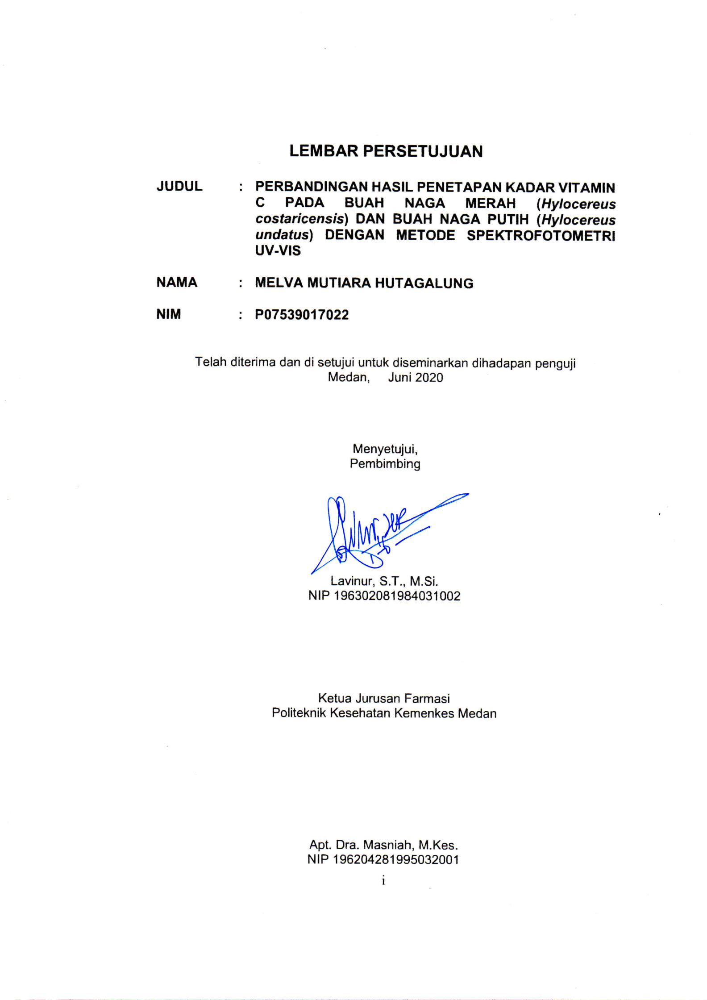 LEMBAR PERSETUJUAN
JUDUL : PERBANDINGAN HASIL PENETAPAN KADAR VITAMIN
C PADA BUAH NAGA MERAH (Hylocereus
costaricensis) DAN BUAH NAGA PUTIH (Hylocereus
undatus) DENGAN METODE SPEKTROFOTOMETRI
UV-VIS
NAMA : MELVA MUTIARA HUTAGALUNG
NIM : P07539017022
Telah diterima dan di setujui untuk diseminarkan dihadapan penguji
Medan, Juni 2020
Menyetujui,
Pembimbing
Lavinur, S.T., M.Si.
NIP 196302081984031002
Ketua Jurusan Farmasi
Politeknik Kesehatan Kemenkes Medan
Apt. Dra. Masniah, M.Kes.
NIP 196204281995032001
i